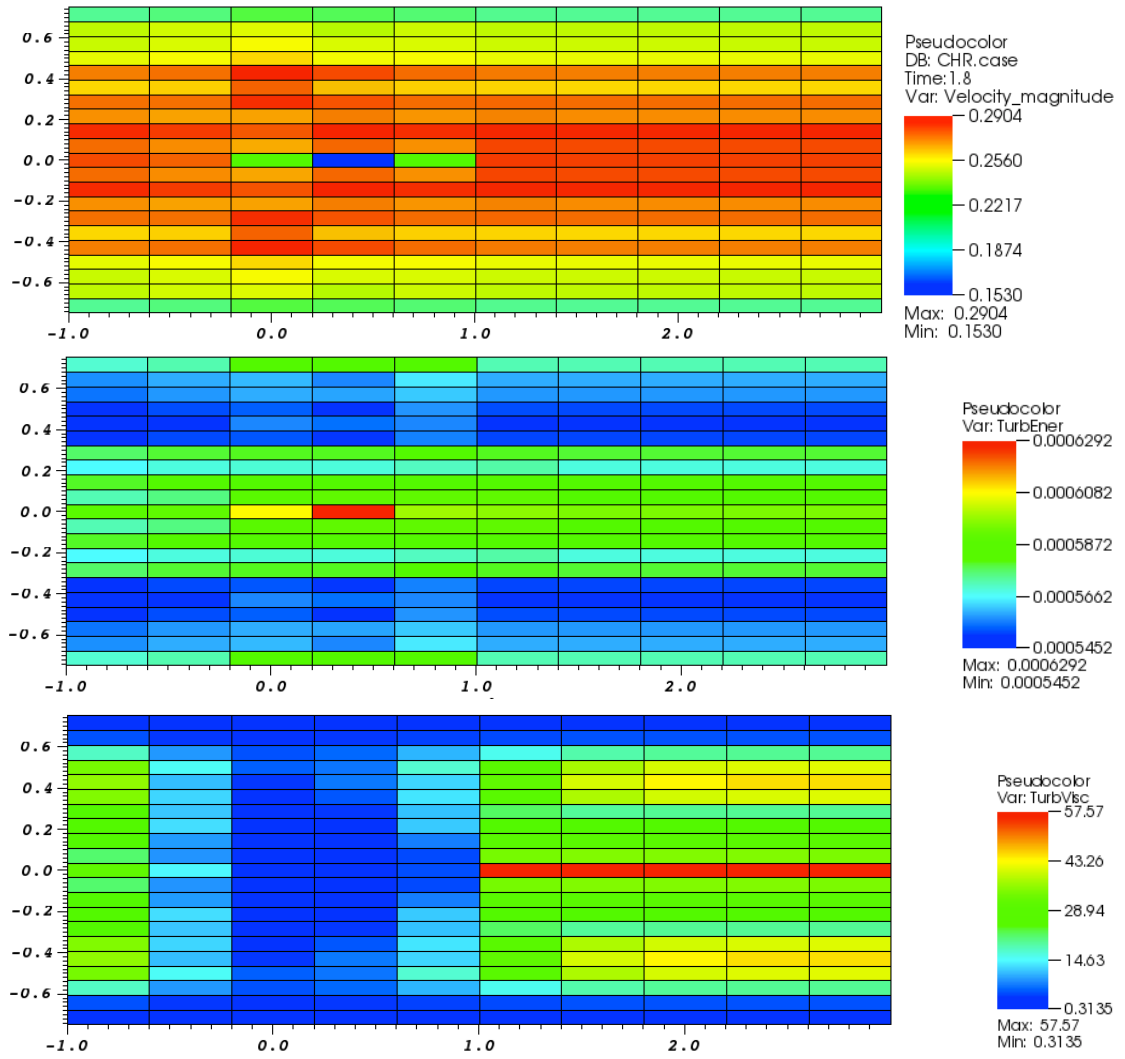 0.6
0.4
0.2
0.0
-0.2
-0.4
-0.6
-1.0 0.0 1.0 2.0
Pseudocolor
DB: CHR.case
Time:1.8
Var: Velocity_magnitude
0.2904
0.2560
0.2217
0.1874
0.1530
Max: 0.2904
Min: 0.1530
0.6
0.4
0.2
0.0
-0.2
-0.4
-0.6
-1.0 0.0 1.0 2.0
Pseudocolor
Var: TurbEner
0.0006292
0.0006082
0.0005872
0.0005662
0.0005452
Max: 0.0006292
Min: 0.0005452
0.6
0.4
0.2
0.0
-0.2
-0.4
-0.6
-1.0 0.0 1.0 2.0
Pseudocolor
Var: TurbVisc
57.57
43.26
28.94
14.63
0.3135
Max: 57.57
Min: 0.3135